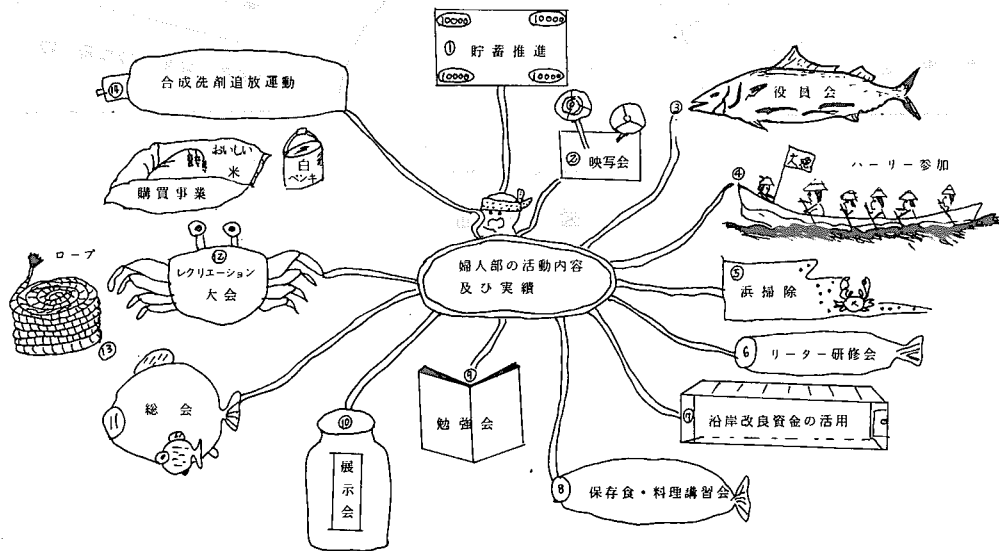 婦人部の活動内容
及び実績
10000 10000
① 貯蓄推進
10000 10000
② 映写会
③
役員会
④
ハーリー参加
⑤
浜掃除
⑥ リーター研修会
⑦ 沿岸改良資金の活用
⑧ 保存食・料理講習会
⑨
勉強会
⑩
展示会
11 総会
⑫
レクリエーション
大会
ロープ
⑬
おいしい
米
購買事業
白
ペンキ
⑭ 合成洗剤追放運動